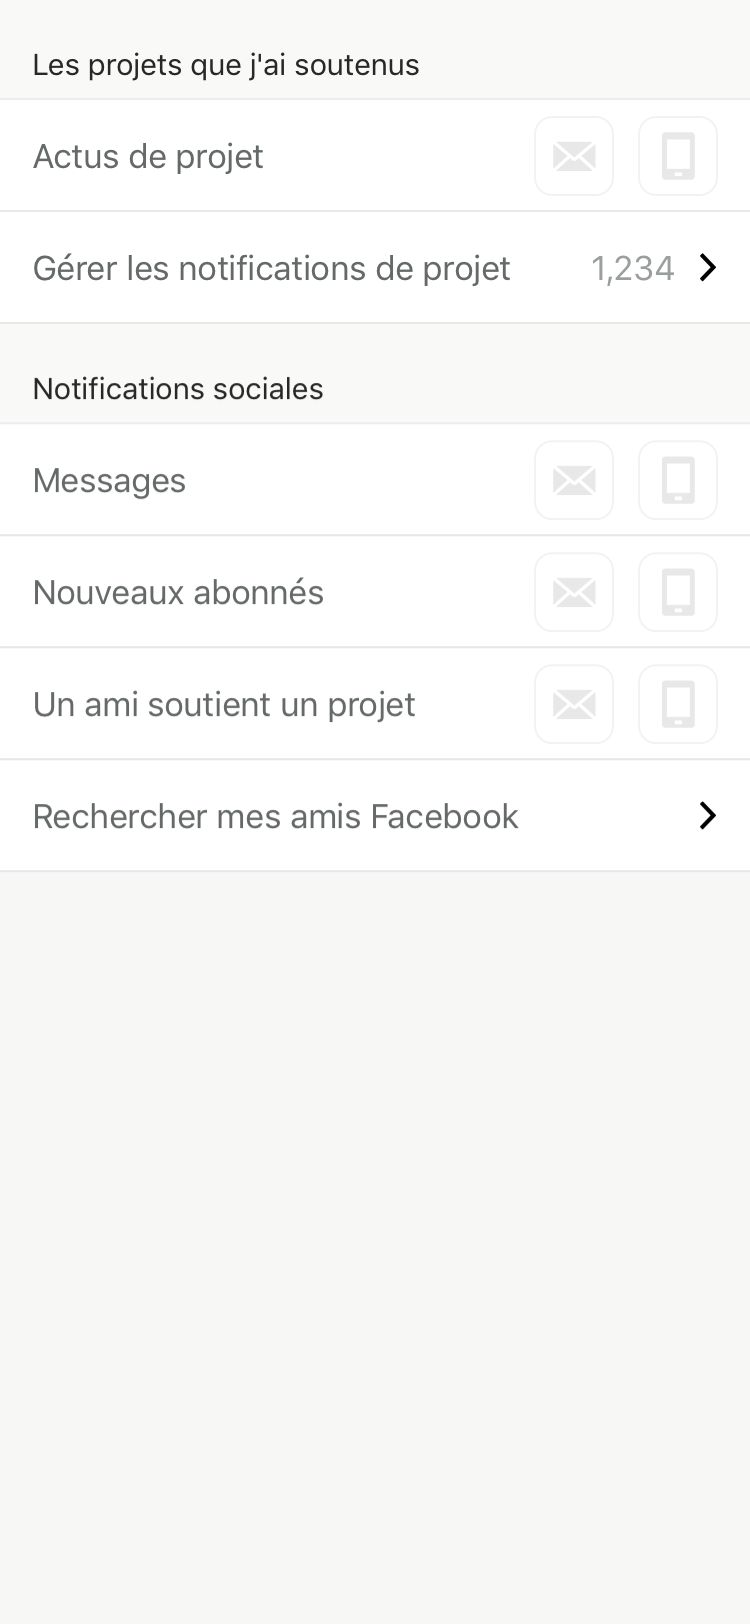 Les projets que j'ai soutenus
Actus de projet
Gérer les notifications de projet 1,234
Notifications sociales
Messages
Nouveaux abonnés
Un ami soutient un projet
Rechercher mes amis Facebook